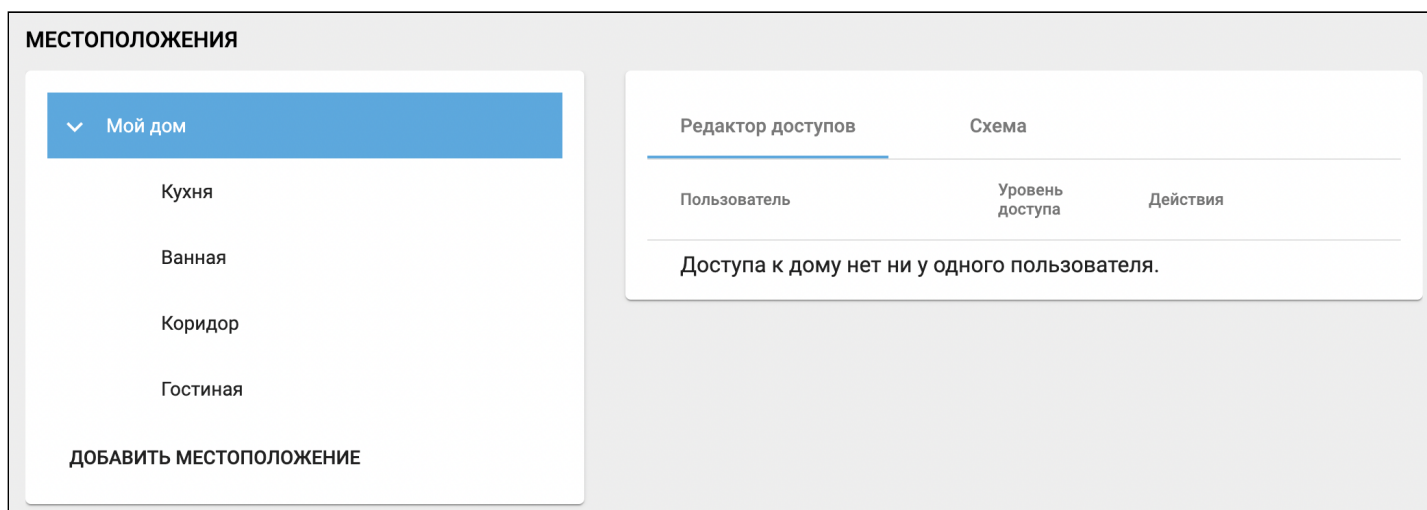 МЕСТОПОЛОЖЕНИЯ
Мой дом
Кухня
Ванная
Коридор
Гостиная
ДОБАВИТЬ МЕСТОПОЛОЖЕНИЕ
Редактор доступов Схема
Пользователь Уровень доступа Действия
Доступа к дому нет ни у одного пользователя.